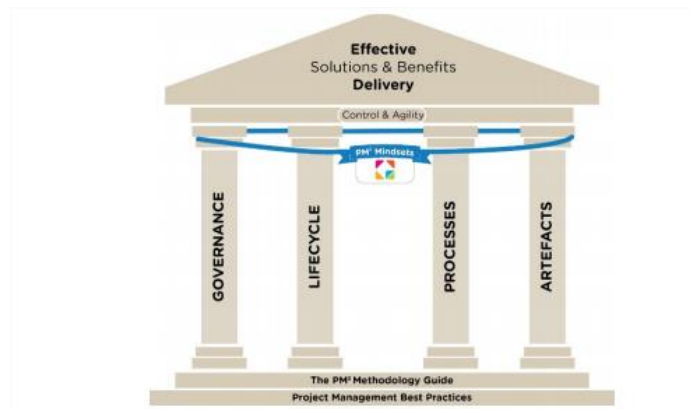 Effective
Solutions & Benefits
Delivery
Control & Agility
PM² Mindsets
GOVERNANCE
LIFECYCLE
PROCESSES
ARTEFACTS
The PM² Methodology Guide
Project Management Best Practices